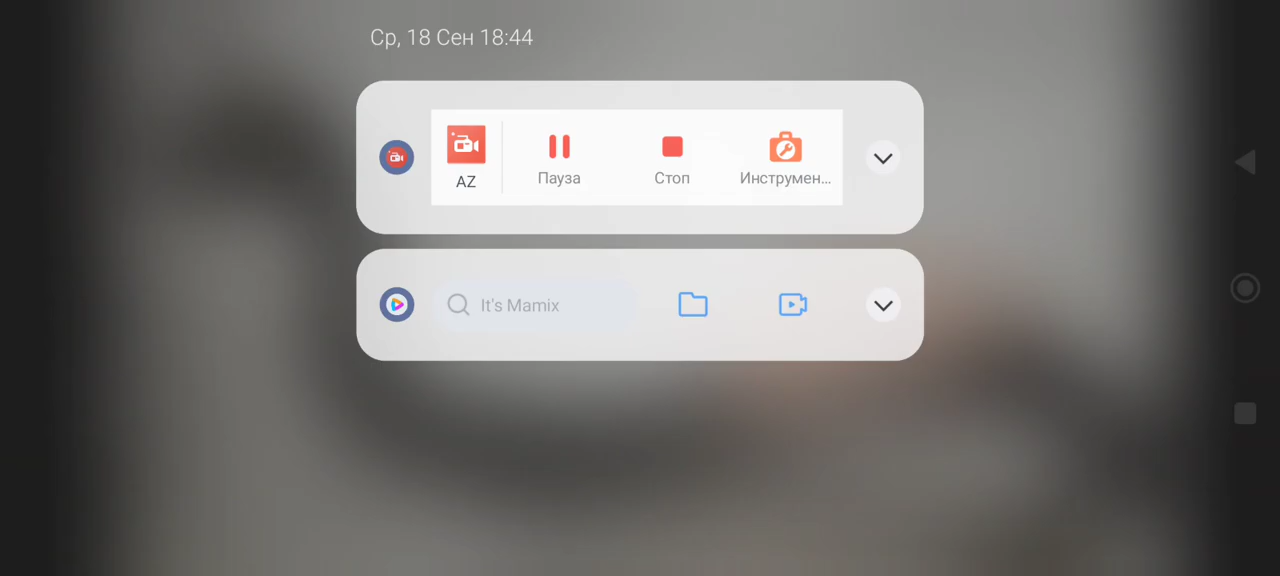 Ср, 18 Сен 18:44
AZ
Пауза
Стоп
Инструмен...
It's Mamix